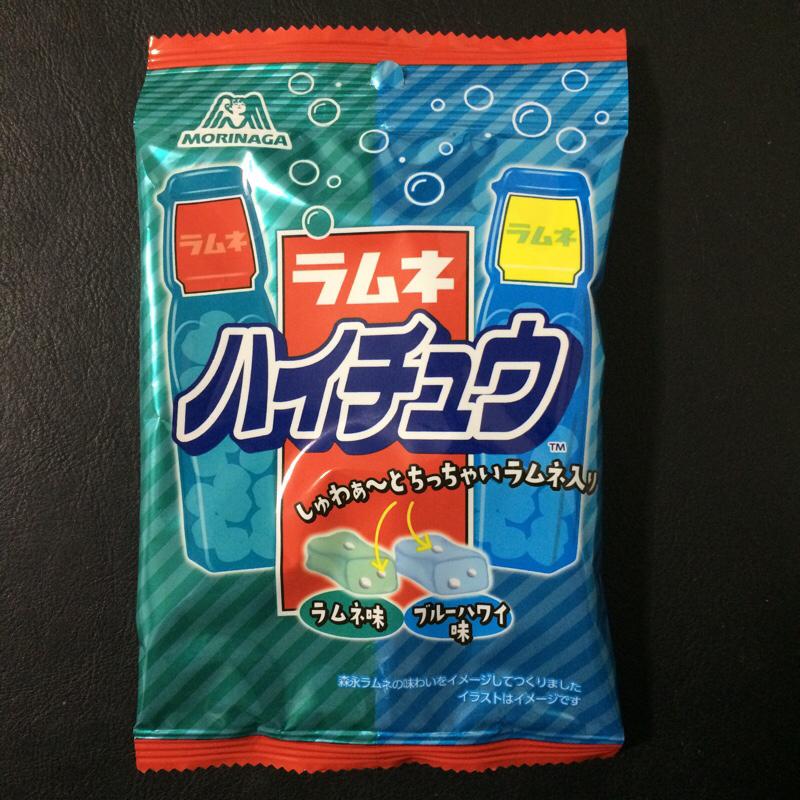 MORINAGA
ラムネ
ラムネ
ラムネ
ハイチュウ
TM
しゅわぁ〜とちっちゃいラムネ入り
ラムネ味
ブルーハワイ
味
森永ラムネの味わいをイメージしてつくりました
イラストはイメージです